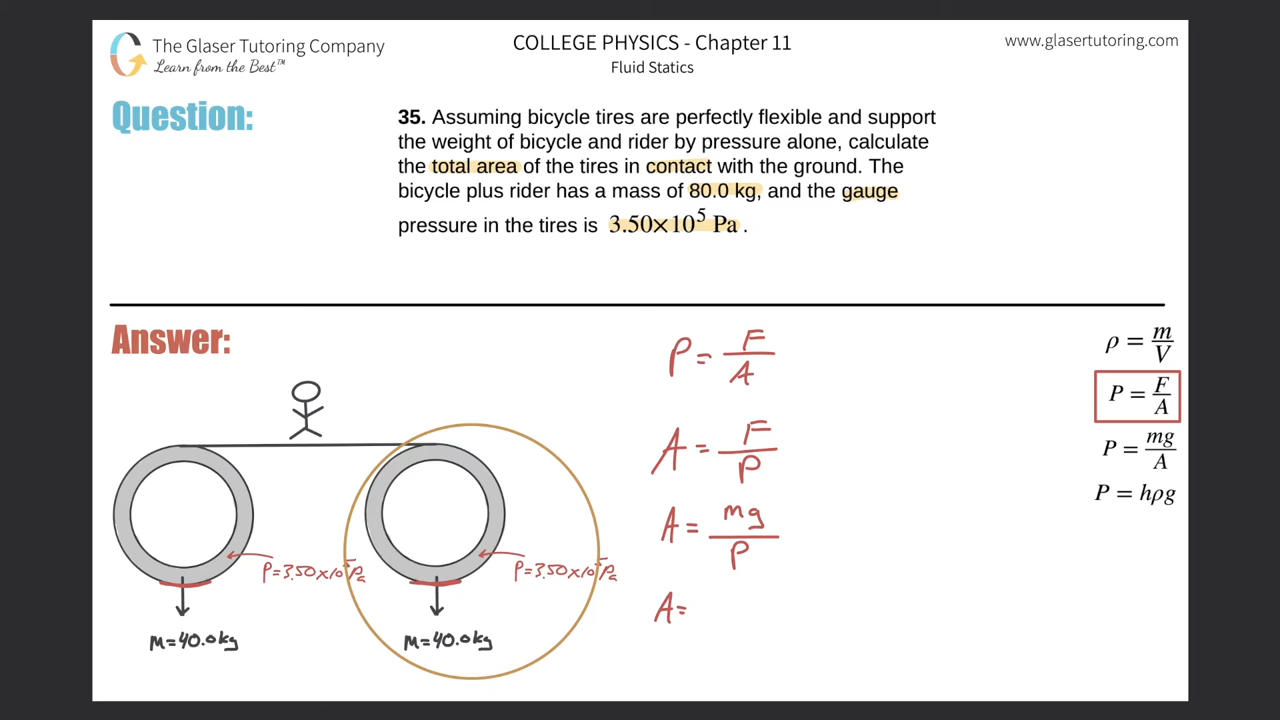 The Glaser Tutoring Company
Learn from the Best™
COLLEGE PHYSICS - Chapter 11
Fluid Statics
www.glasertutoring.com
Question:
35. Assuming bicycle tires are perfectly flexible and support
the weight of bicycle and rider by pressure alone, calculate
the total area of the tires in contact with the ground. The
bicycle plus rider has a mass of 80.0 kg, and the gauge
pressure in the tires is 3.50×10⁵ Pa .
Answer:
P=3.50×10⁵Pa
M=40.0kg
P=3.50×10⁵Pa
M=40.0kg
P = F/A
A = F/P
A = mg/P
A=
ρ = m/V
P = F/A
P = mg/A
P = hρg